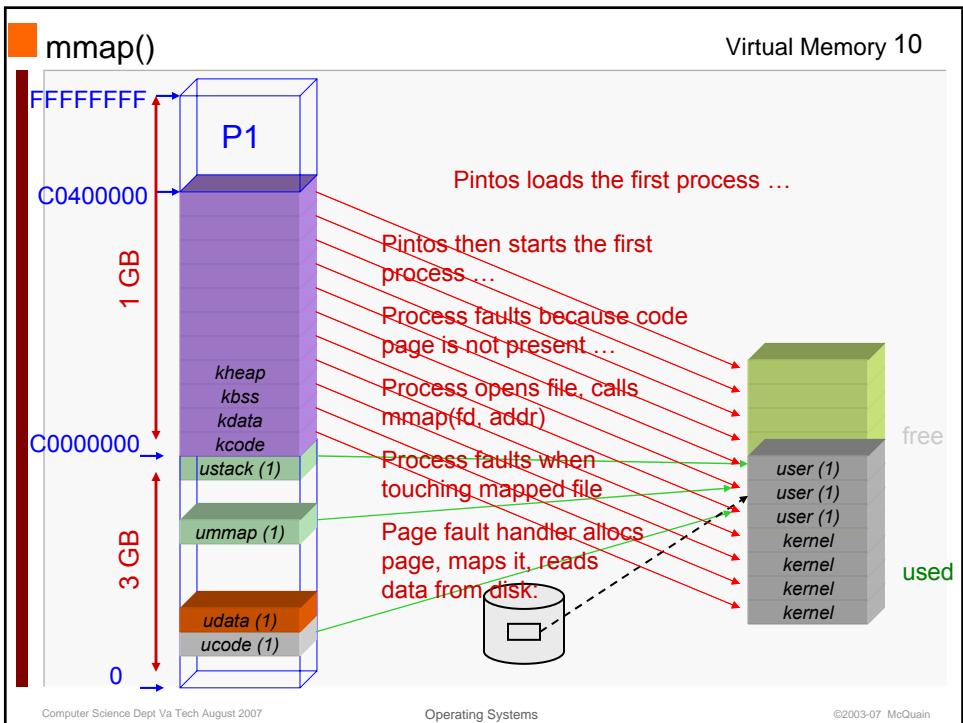 mmap()
Virtual Memory 10
FFFFFFFF
P1
C0400000
1 GB
kheap
kbss
kdata
kcode
C0000000
ustack (1)
ummap (1)
3 GB
udata (1)
ucode (1)
0
Pintos loads the first process …
Pintos then starts the first
process …
Process faults because code
page is not present …
Process opens file, calls
mmap(fd, addr)
Process faults when
touching mapped file
Page fault handler allocs
page, maps it, reads
data from disk:
free
user (1)
user (1)
user (1)
kernel
kernel
kernel
kernel
used
Computer Science Dept Va Tech August 2007
Operating Systems
©2003-07 McQuain